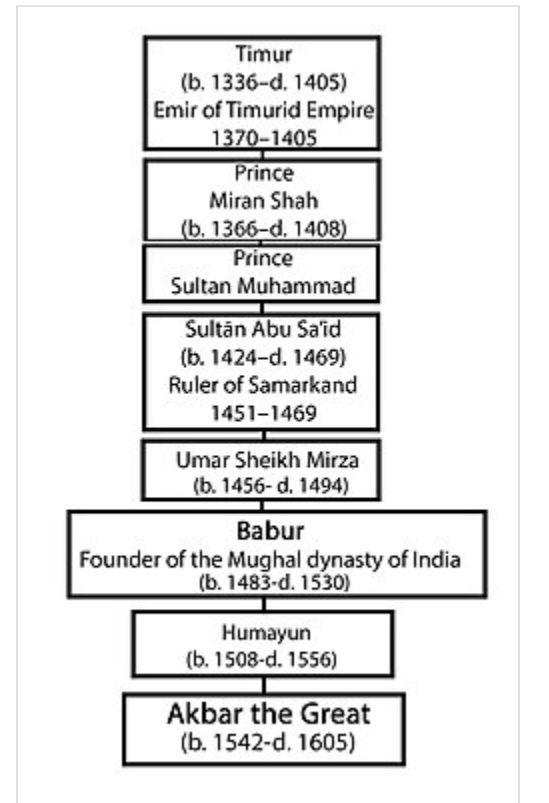 Timur
(b. 1336–d. 1405)
Emir of Timurid Empire
1370–1405
Prince
Miran Shah
(b. 1366–d. 1408)
Prince
Sultan Muhammad
Sultān Abu Sa'īd
(b. 1424–d. 1469)
Ruler of Samarkand
1451–1469
Umar Sheikh Mirza
(b. 1456- d. 1494)
Babur
Founder of the Mughal dynasty of India
(b. 1483-d. 1530)
Humayun
(b. 1508-d. 1556)
Akbar the Great
(b. 1542-d. 1605)